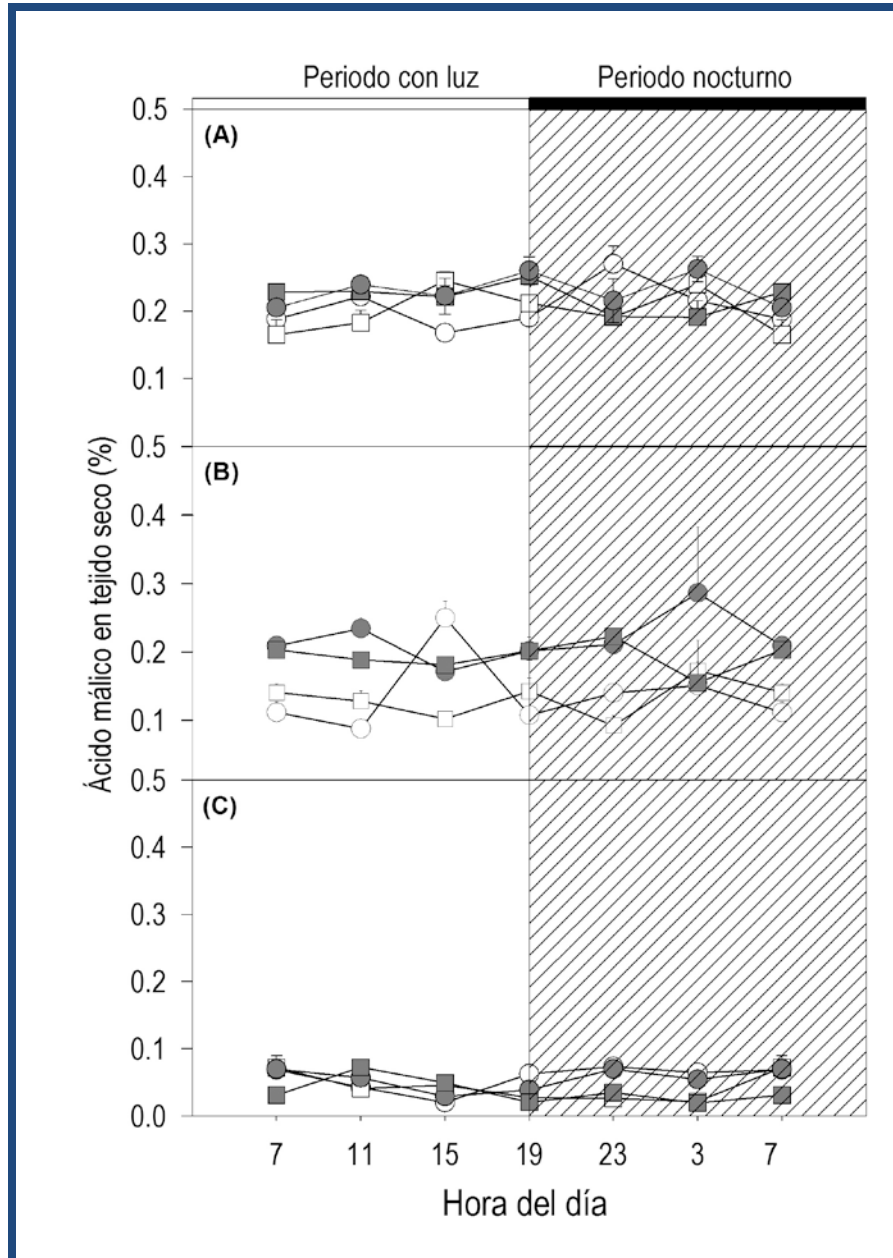 Periodo con luz Periodo nocturno
0.5
(A)
0.4
0.3
0.2
0.1
0.5
(B)
0.4
0.3
0.2
0.1
0.5
(C)
0.4
0.3
0.2
0.1
0.0
Ácido málico en tejido seco (%)
7 11 15 19 23 3 7
Hora del día